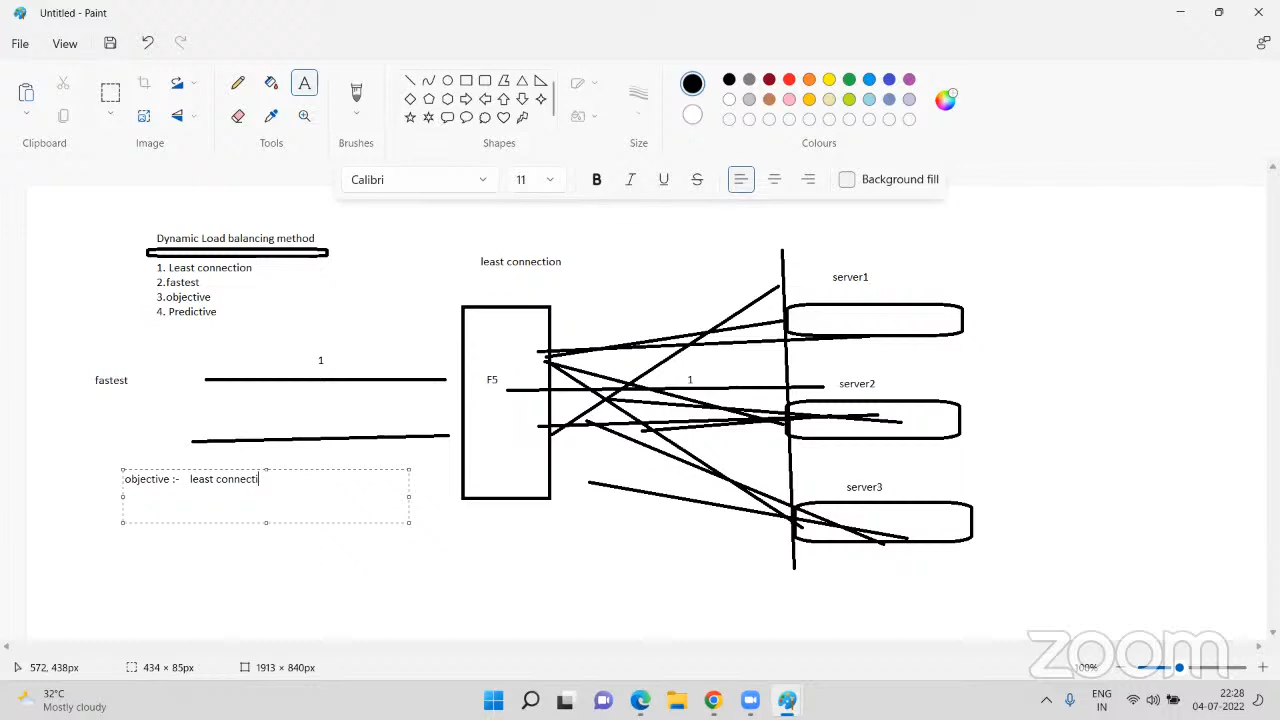 Untitled - Paint
File View
Clipboard Image Tools Brushes Shapes Size Colours
Calibri 11 B I U S Background fill
Dynamic Load balancing method
1. Least connection
2.fastest
3.objective
4. Predictive
least connection
server1
1
fastest
F5
1
server2
objective :- least connecti
server3
572, 438px 434 × 85px 1913 × 840px 100%
zoom
32°C
Mostly cloudy
ENG
IN
22:28
04-07-2022